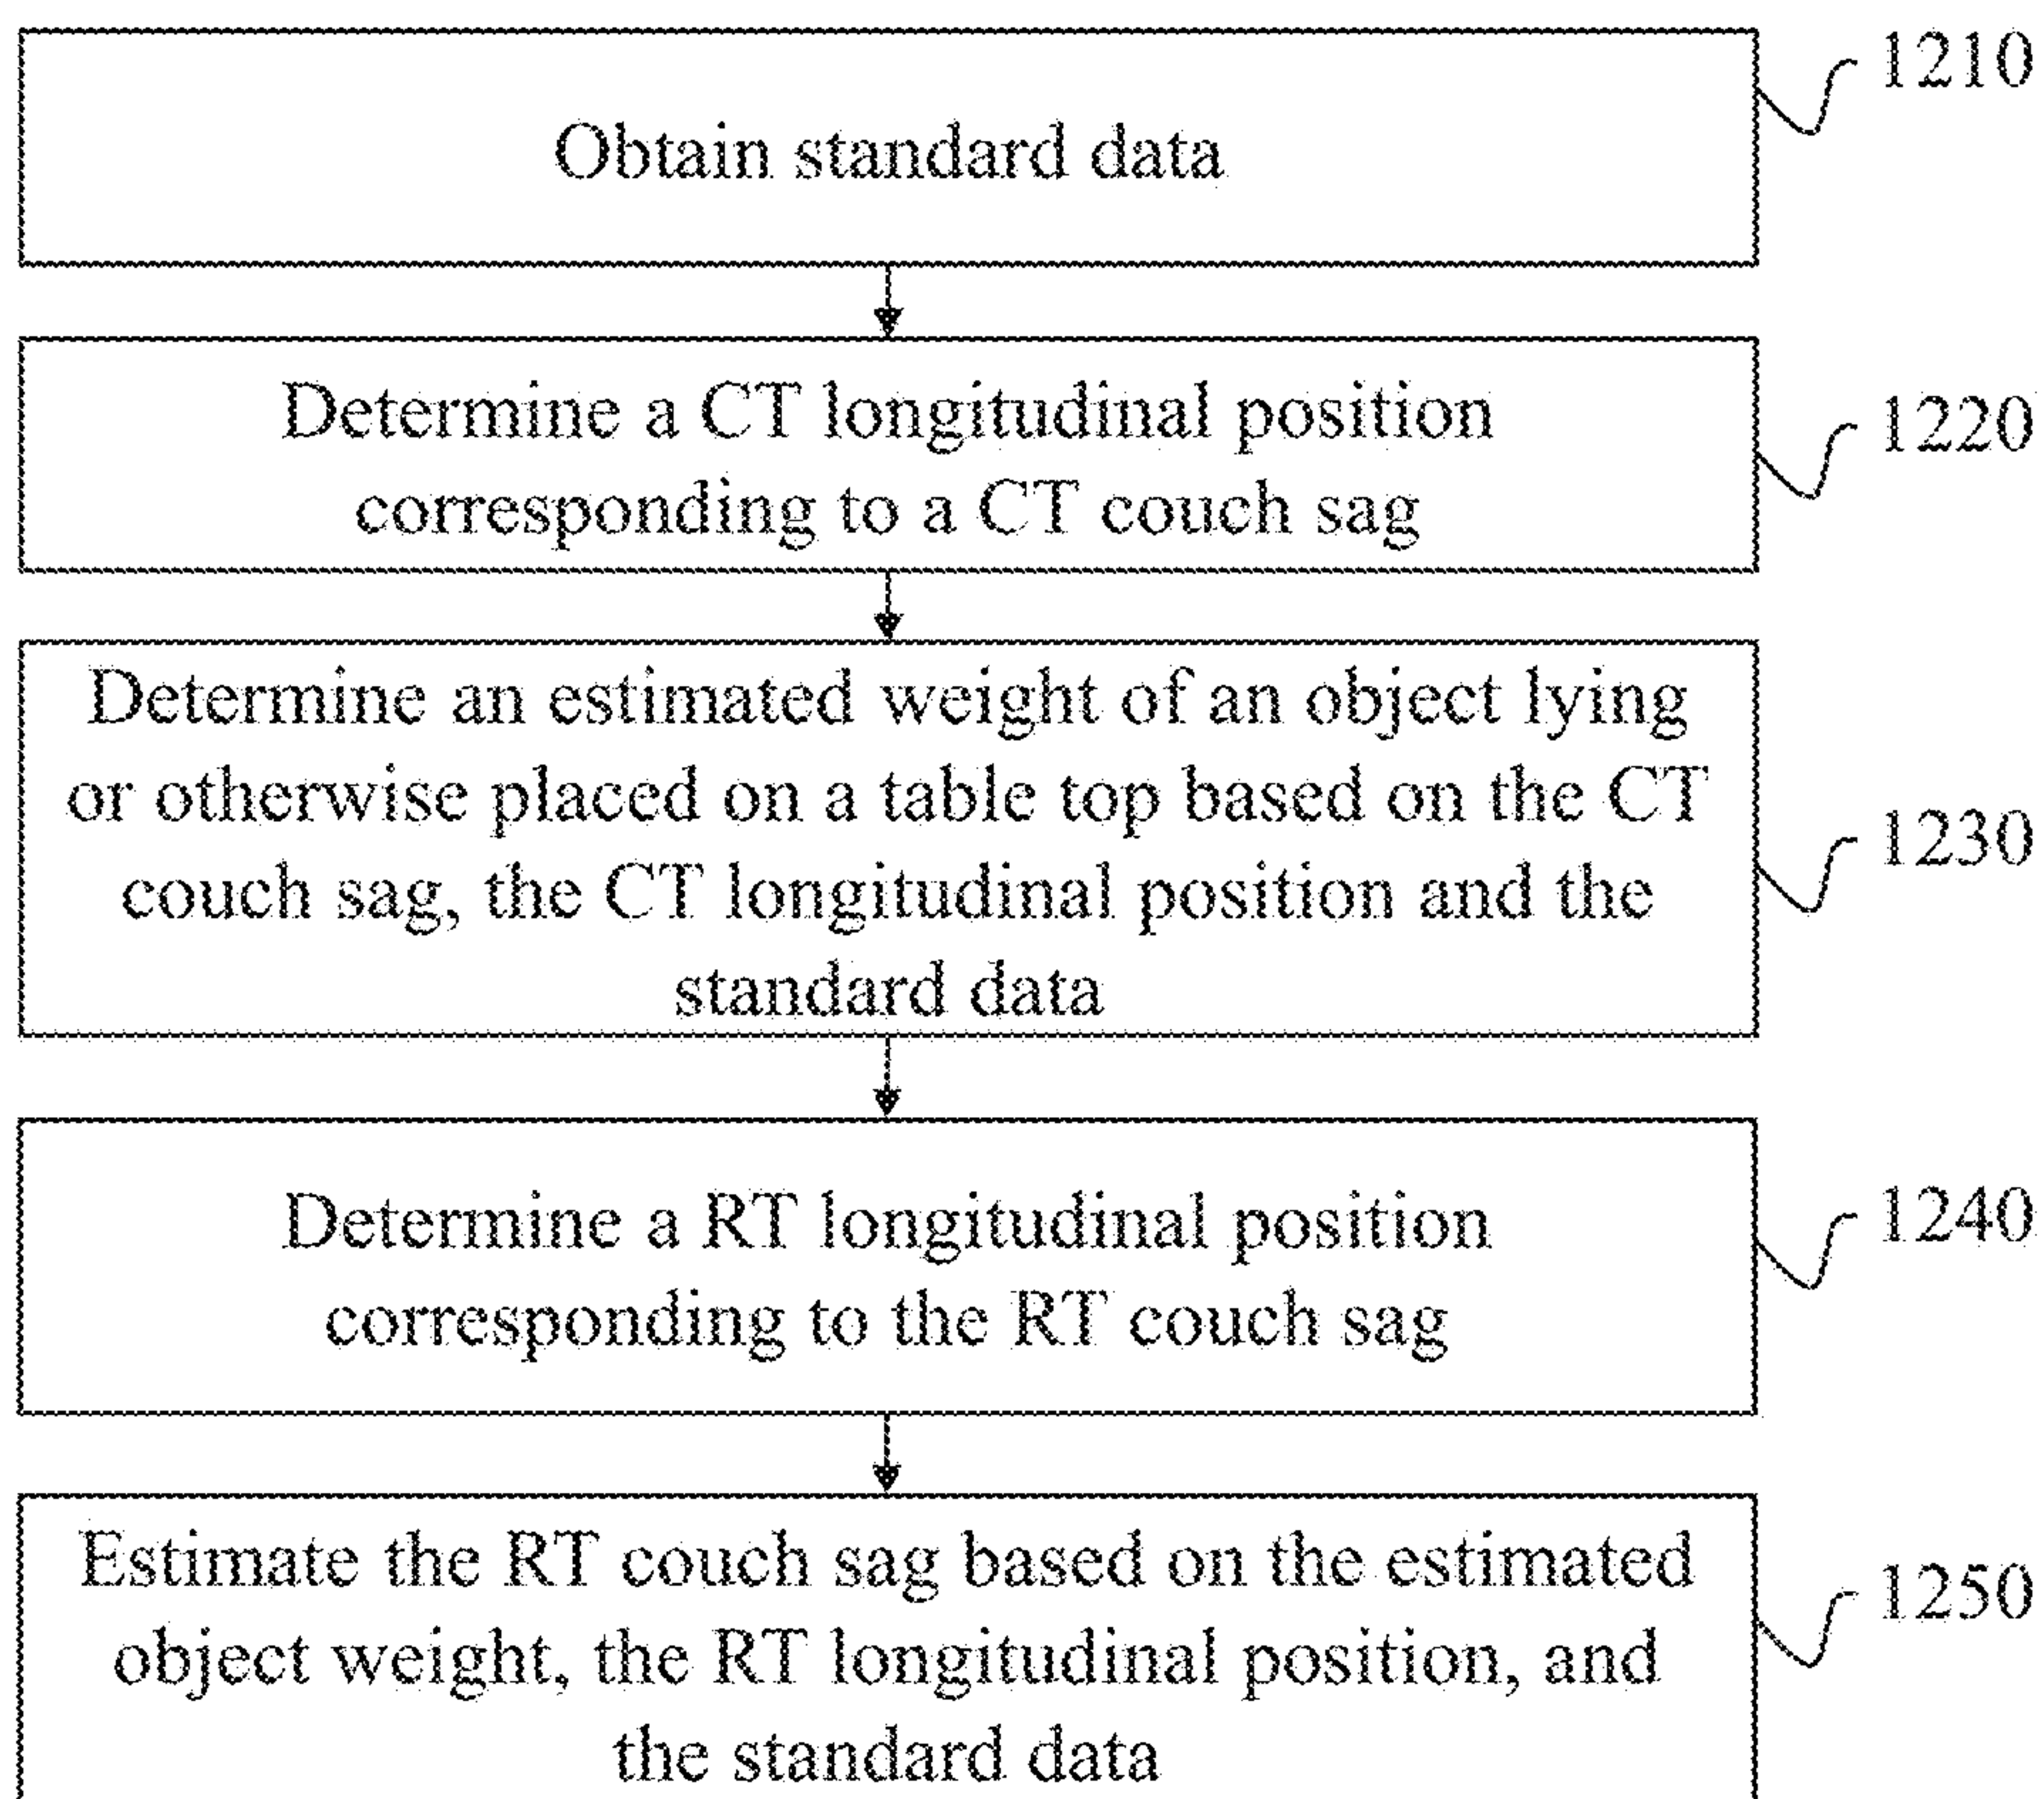 Obtain standard data
1210
Determine a CT longitudinal position
corresponding to a CT couch sag
1220
Determine an estimated weight of an object lying
or otherwise placed on a table top based on the CT
couch sag, the CT longitudinal position and the
standard data
1230
Determine a RT longitudinal position
corresponding to the RT couch sag
1240
Estimate the RT couch sag based on the estimated
object weight, the RT longitudinal position, and
the standard data
1250